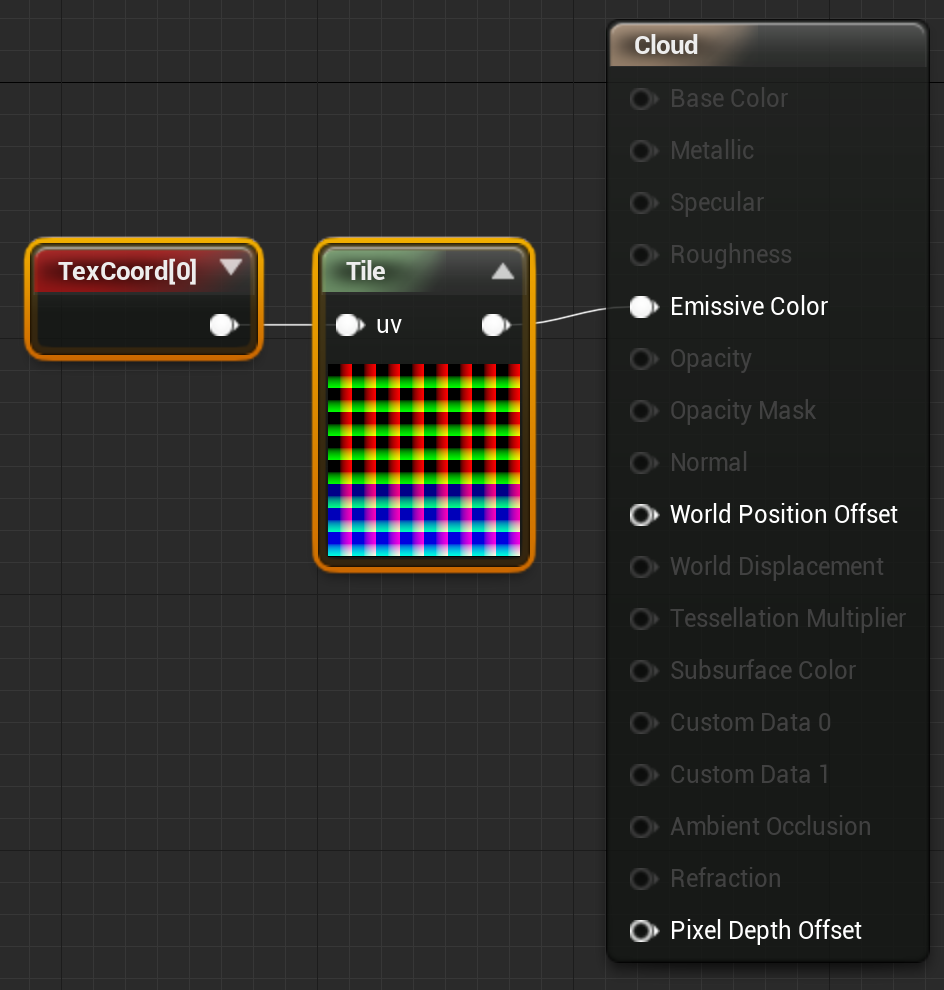 Cloud
Base Color
Metallic
Specular
Roughness
TexCoord[0]
Tile
uv
Emissive Color
Opacity
Opacity Mask
Normal
World Position Offset
World Displacement
Tessellation Multiplier
Subsurface Color
Custom Data 0
Custom Data 1
Ambient Occlusion
Refraction
Pixel Depth Offset